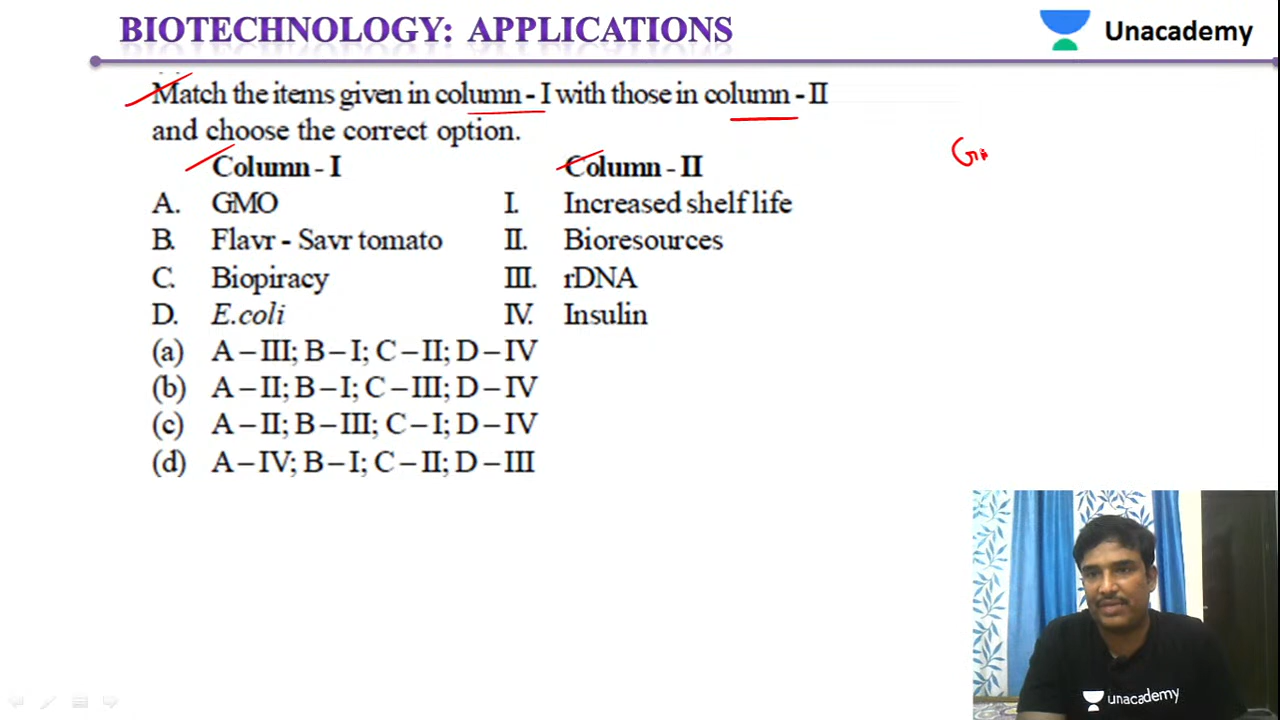 BIOTECHNOLOGY: APPLICATIONS
Unacademy
Match the items given in column - I with those in column - II
and choose the correct option.
Column - I Column - II
A. GMO I. Increased shelf life
B. Flavr - Savr tomato II. Bioresources
C. Biopiracy III. rDNA
D. E.coli IV. Insulin
(a) A – III; B – I; C – II; D – IV
(b) A – II; B – I; C – III; D – IV
(c) A – II; B – III; C – I; D – IV
(d) A – IV; B – I; C – II; D – III
unacademy